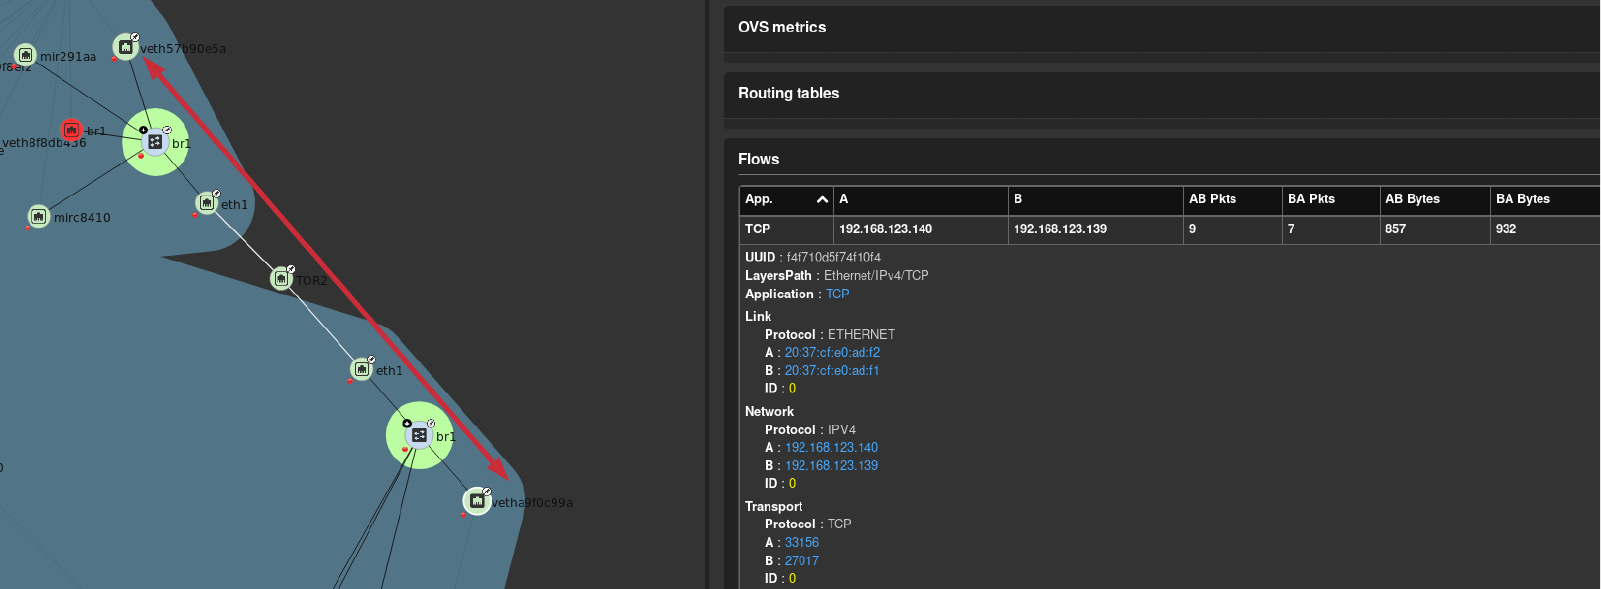 mir291aa
veth57b90e5a
br1
veth8f8db436
br1
eth1
mirc8410
TOR2
eth1
br1
vetha9f0c99a
OVS metrics
Routing tables
Flows
App. A B AB Pkts BA Pkts AB Bytes BA Bytes
TCP 192.168.123.140 192.168.123.139 9 7 857 932
UUID : f4f710d5f74f10f4
LayersPath : Ethernet/IPv4/TCP
Application : TCP
Link
Protocol : ETHERNET
A : 20:37:cf:e0:ad:f2
B : 20:37:cf:e0:ad:f1
ID : 0
Network
Protocol : IPV4
A : 192.168.123.140
B : 192.168.123.139
ID : 0
Transport
Protocol : TCP
A : 33156
B : 27017
ID : 0